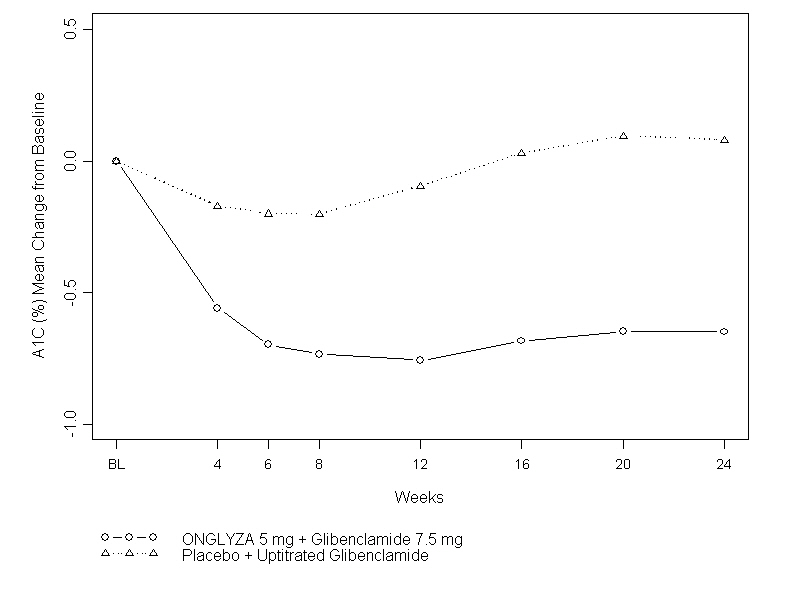 A1C (%) Mean Change from Baseline
0.5
0.0
-0.5
-1.0
BL 4 6 8 12 16 20 24
Weeks
ONGLYZA 5 mg + Glibenclamide 7.5 mg
Placebo + Uptitrated Glibenclamide